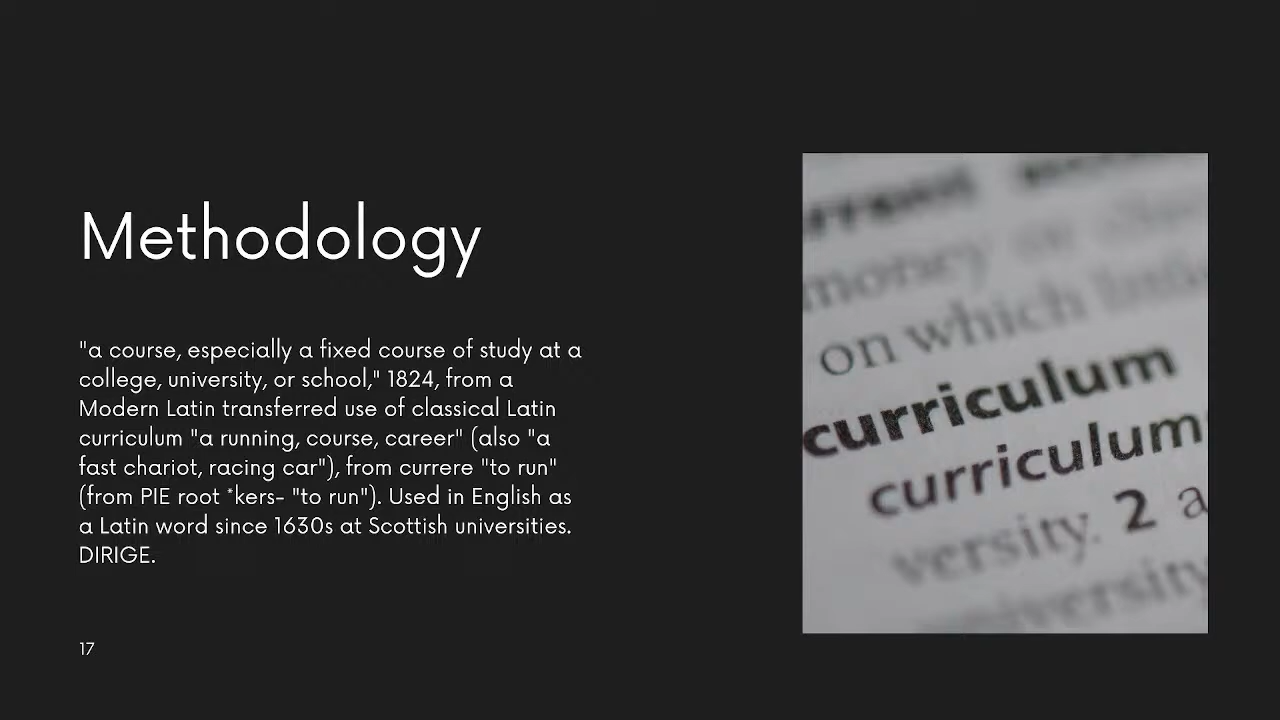 Methodology
"a course, especially a fixed course of study at a
college, university, or school," 1824, from a
Modern Latin transferred use of classical Latin
curriculum "a running, course, career" (also "a
fast chariot, racing car"), from currere "to run"
(from PIE root *kers- "to run"). Used in English as
a Latin word since 1630s at Scottish universities.
DIRIGE.
17
money or
on which
curriculum
curriculum
versity. 2 a
university